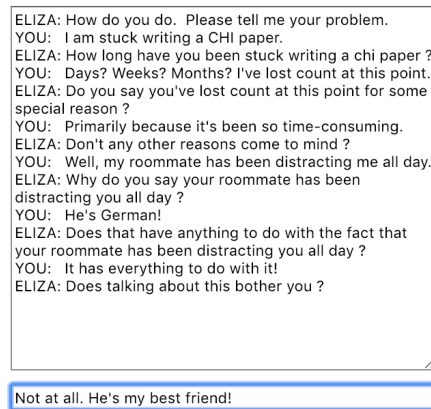 ELIZA: How do you do.  Please tell me your problem.
YOU:   I am stuck writing a CHI paper.
ELIZA: How long have you been stuck writing a chi paper ?
YOU:   Days? Weeks? Months? I've lost count at this point.
ELIZA: Do you say you've lost count at this point for some
special reason ?
YOU:   Primarily because it's been so time-consuming.
ELIZA: Don't any other reasons come to mind ?
YOU:   Well, my roommate has been distracting me all day.
ELIZA: Why do you say your roommate has been
distracting you all day ?
YOU:   He's German!
ELIZA: Does that have anything to do with the fact that
your roommate has been distracting you all day ?
YOU:   It has everything to do with it!
ELIZA: Does talking about this bother you ?
Not at all. He's my best friend!